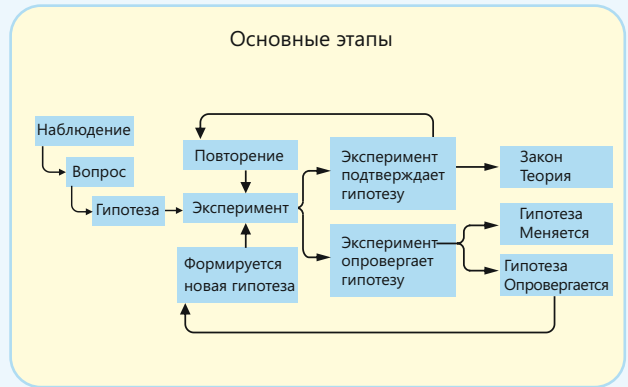 Основные этапы
Наблюдение
Вопрос
Гипотеза
Повторение
Эксперимент
Формируется
новая гипотеза
Эксперимент
подтверждает
гипотезу
Эксперимент
опровергает
гипотезу
Закон
Теория
Гипотеза
Меняется
Гипотеза
Опровергается